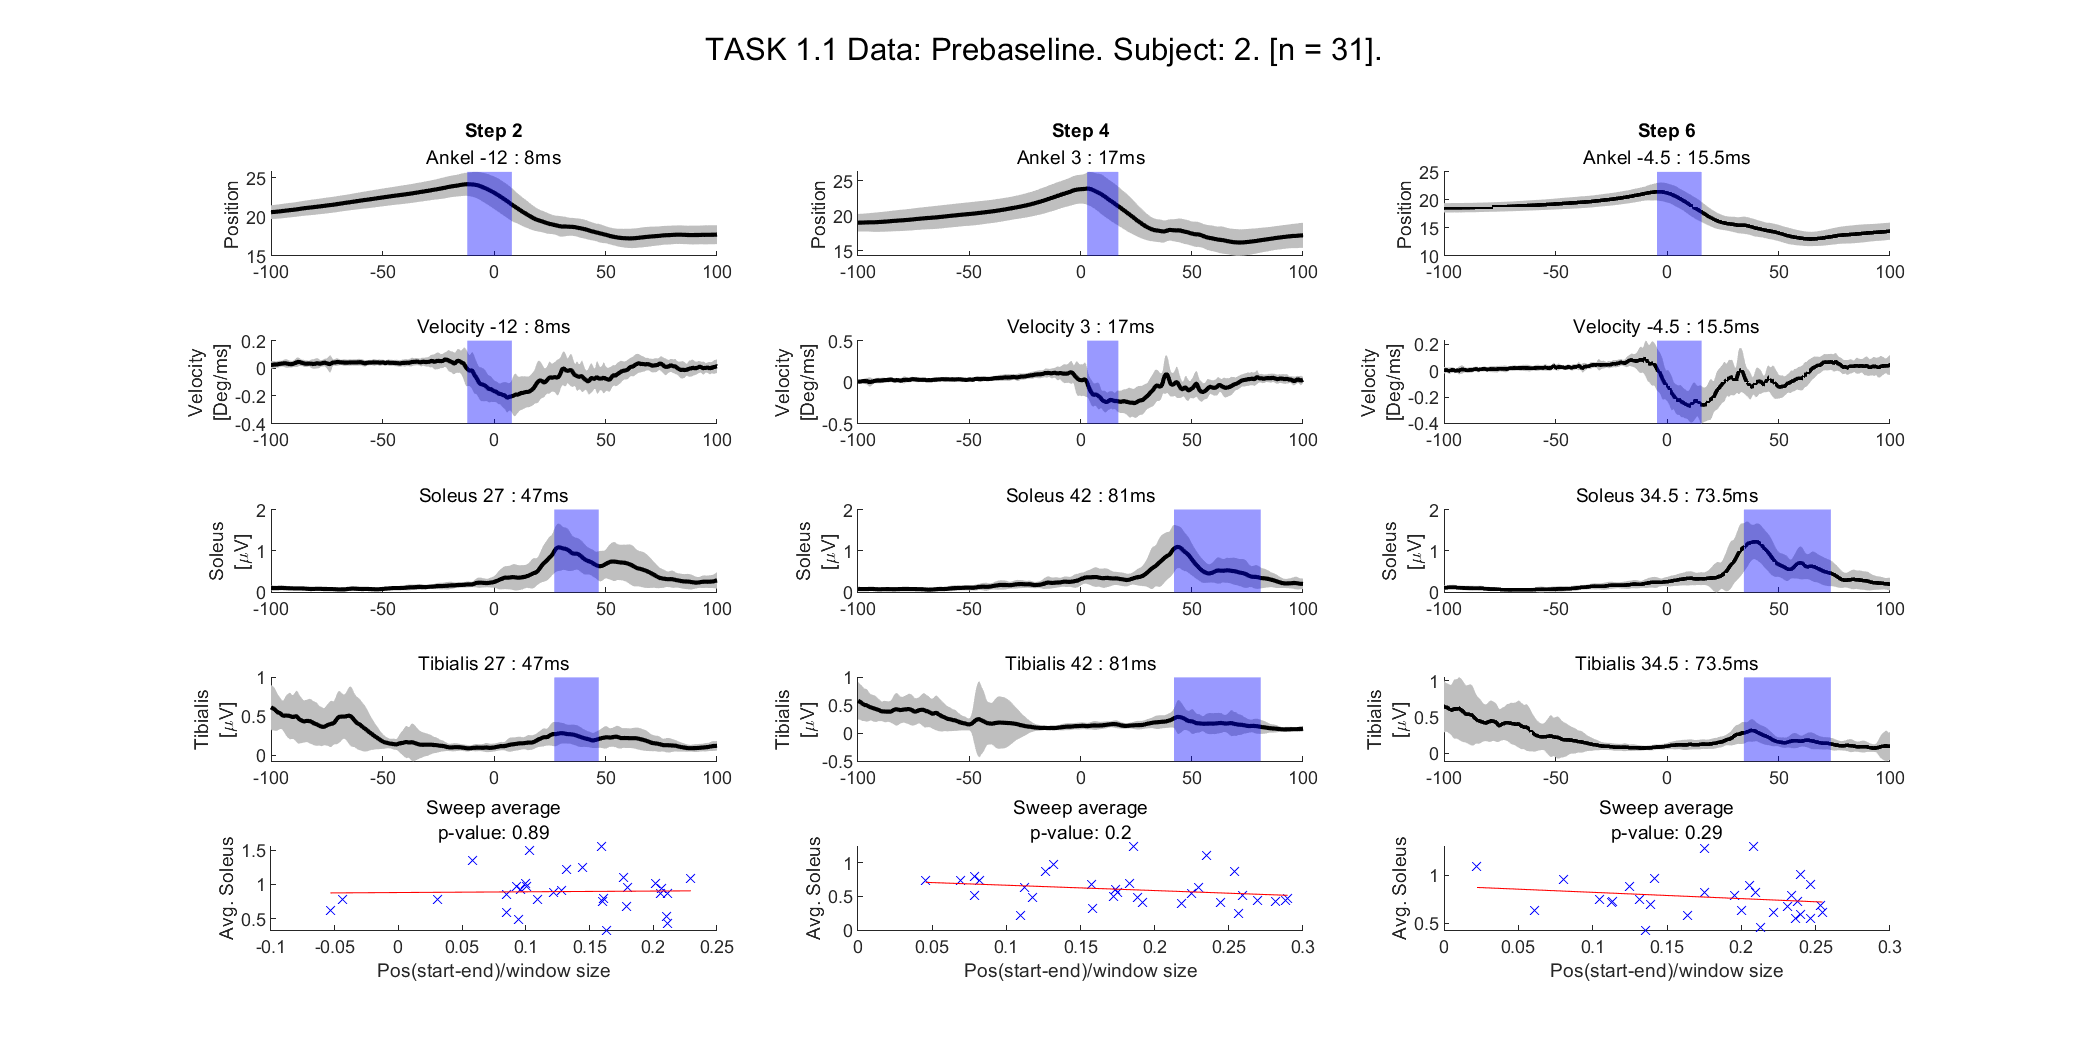 TASK 1.1 Data: Prebaseline. Subject: 2. [n = 31].
Step 2
Ankel -12 : 8ms
Position
25
20
15
-100 -50 0 50 100
Velocity -12 : 8ms
Velocity
[Deg/ms]
0.2
0
-0.2
-0.4
-100 -50 0 50 100
Soleus 27 : 47ms
Soleus
[μV]
2
1
0
-100 -50 0 50 100
Tibialis 27 : 47ms
Tibialis
[μV]
1
0.5
0
-100 -50 0 50 100
Sweep average
p-value: 0.89
Avg. Soleus
1.5
1
0.5
-0.1 -0.05 0 0.05 0.1 0.15 0.2 0.25
Pos(start-end)/window size
Step 4
Ankel 3 : 17ms
Position
25
20
15
-100 -50 0 50 100
Velocity 3 : 17ms
Velocity
[Deg/ms]
0.5
0
-0.5
-100 -50 0 50 100
Soleus 42 : 81ms
Soleus
[μV]
2
1
0
-100 -50 0 50 100
Tibialis 42 : 81ms
Tibialis
[μV]
1
0.5
0
-0.5
-100 -50 0 50 100
Sweep average
p-value: 0.2
Avg. Soleus
1
0.5
0
0 0.05 0.1 0.15 0.2 0.25 0.3
Pos(start-end)/window size
Step 6
Ankel -4.5 : 15.5ms
Position
25
20
15
10
-100 -50 0 50 100
Velocity -4.5 : 15.5ms
Velocity
[Deg/ms]
0.2
0
-0.2
-0.4
-100 -50 0 50 100
Soleus 34.5 : 73.5ms
Soleus
[μV]
2
1
0
-100 -50 0 50 100
Tibialis 34.5 : 73.5ms
Tibialis
[μV]
1
0.5
0
-100 -50 0 50 100
Sweep average
p-value: 0.29
Avg. Soleus
1
0.5
0 0.05 0.1 0.15 0.2 0.25 0.3
Pos(start-end)/window size